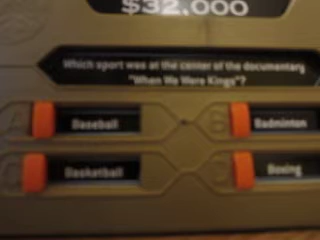 $32,000
Which sport was at the center of the documentary
"When We Were Kings"?
A Baseball
B Badminton
C Basketball
D Boxing